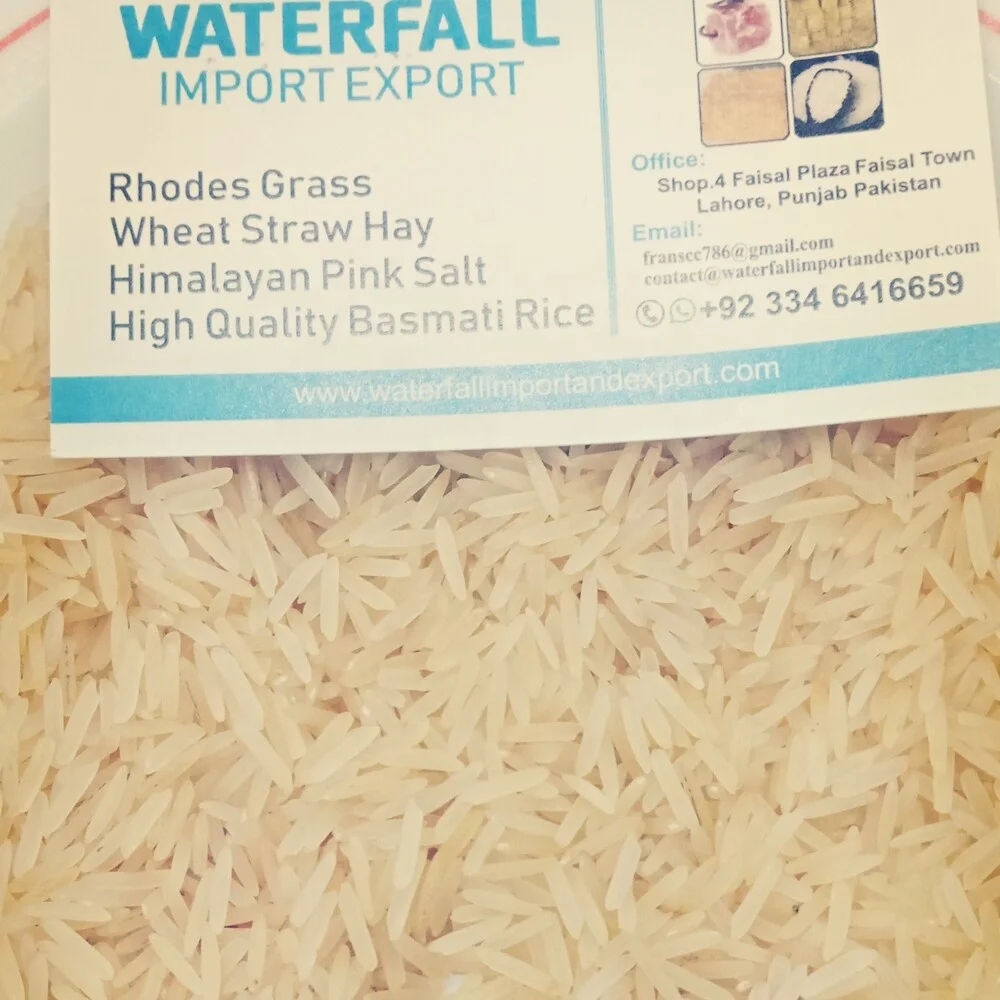 WATERFALL
IMPORT EXPORT
Rhodes Grass
Wheat Straw Hay
Himalayan Pink Salt
High Quality Basmati Rice
Office:
Shop.4 Faisal Plaza Faisal Town
Lahore, Punjab Pakistan
Email:
franscc786@gmail.com
contact@waterfallimportandexport.com
+92 334 6416659
www.waterfallimportandexport.com